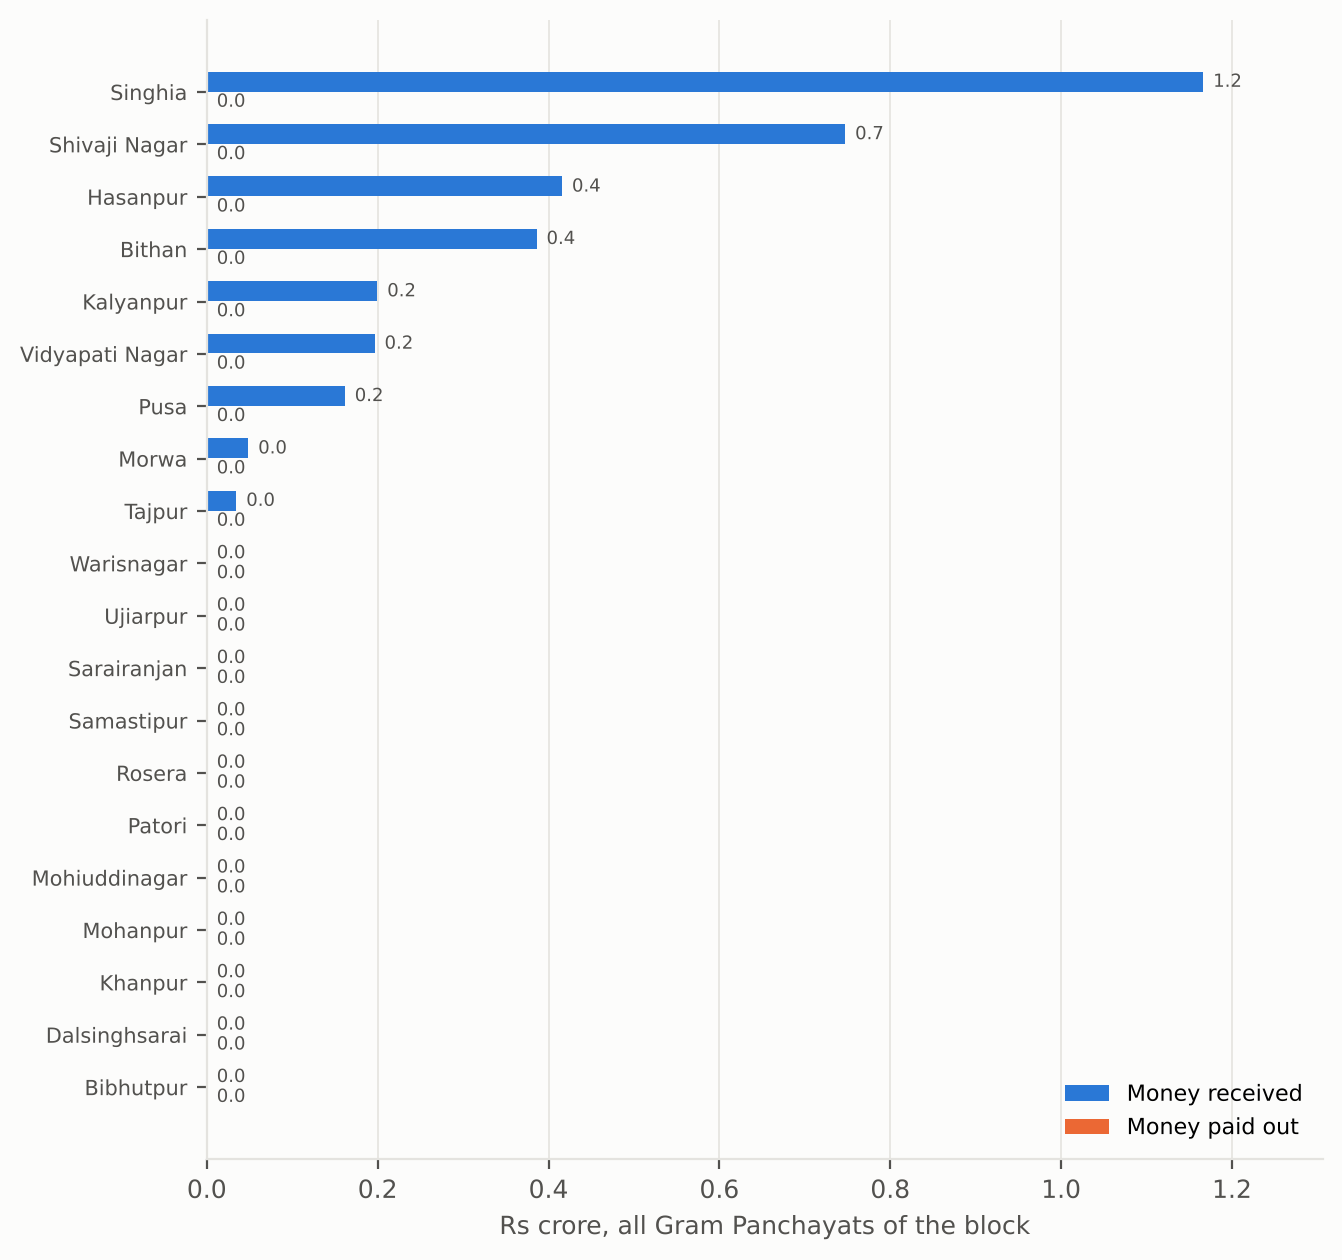 Singhia
1.2
0.0
Shivaji Nagar
0.7
0.0
Hasanpur
0.4
0.0
Bithan
0.4
0.0
Kalyanpur
0.2
0.0
Vidyapati Nagar
0.2
0.0
Pusa
0.2
0.0
Morwa
0.0
0.0
Tajpur
0.0
0.0
Warisnagar
0.0
0.0
Ujiarpur
0.0
0.0
Sarairanjan
0.0
0.0
Samastipur
0.0
0.0
Rosera
0.0
0.0
Patori
0.0
0.0
Mohiuddinagar
0.0
0.0
Mohanpur
0.0
0.0
Khanpur
0.0
0.0
Dalsinghsarai
0.0
0.0
Bibhutpur
0.0
0.0
Money received
Money paid out
0.0 0.2 0.4 0.6 0.8 1.0 1.2
Rs crore, all Gram Panchayats of the block